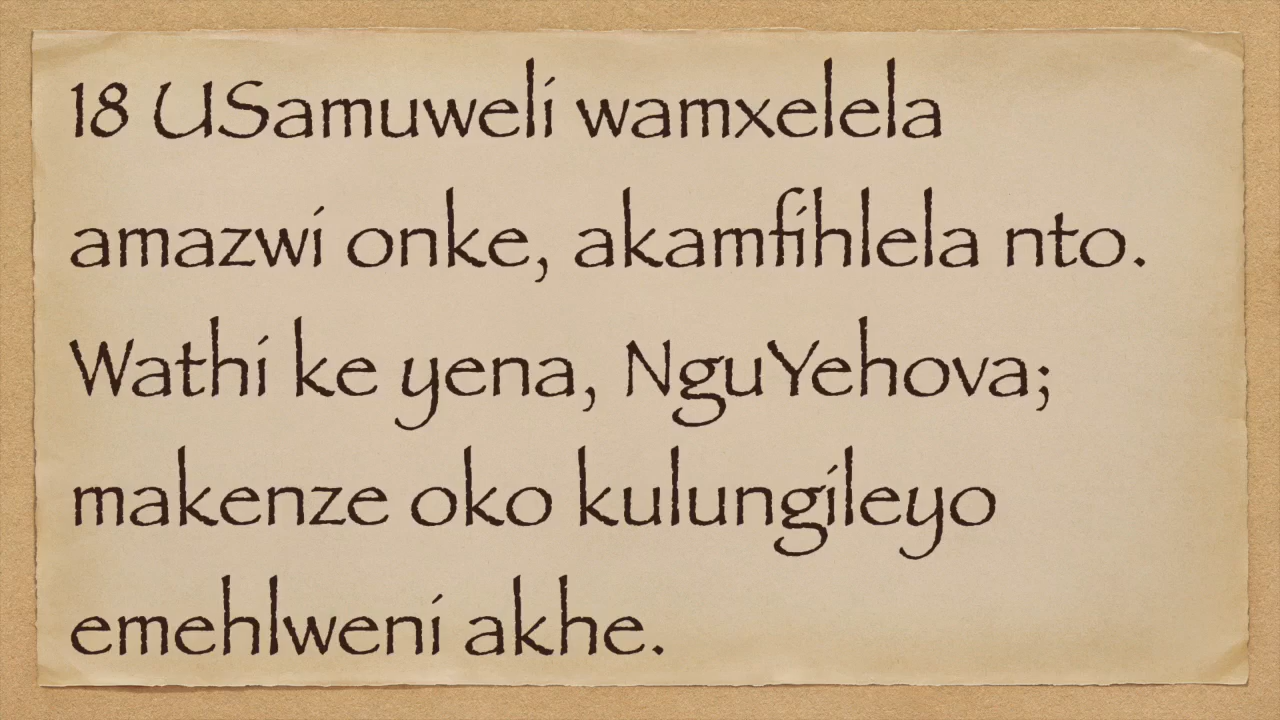 18 USamuweli wamxelela
amazwi onke, akamfihlela nto.
Wathi ke yena, NguYehova;
makenze oko kulungileyo
emehlweni akhe.